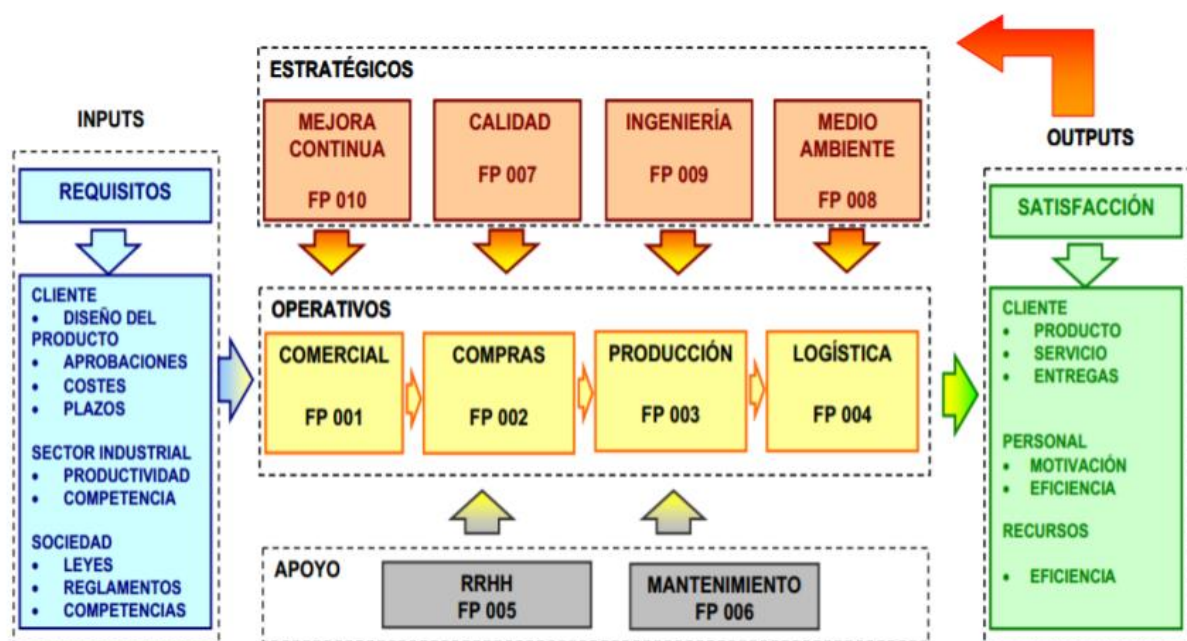 INPUTS
REQUISITOS
CLIENTE
• DISEÑO DEL
PRODUCTO
• APROBACIONES
• COSTES
• PLAZOS
SECTOR INDUSTRIAL
• PRODUCTIVIDAD
• COMPETENCIA
SOCIEDAD
• LEYES
• REGLAMENTOS
• COMPETENCIAS
ESTRATÉGICOS
MEJORA
CONTINUA
FP 010
CALIDAD
FP 007
INGENIERÍA
FP 009
MEDIO
AMBIENTE
FP 008
OPERATIVOS
COMERCIAL
FP 001
COMPRAS
FP 002
PRODUCCIÓN
FP 003
LOGÍSTICA
FP 004
APOYO
RRHH
FP 005
MANTENIMIENTO
FP 006
OUTPUTS
SATISFACCIÓN
CLIENTE
• PRODUCTO
• SERVICIO
• ENTREGAS
PERSONAL
• MOTIVACIÓN
• EFICIENCIA
RECURSOS
• EFICIENCIA